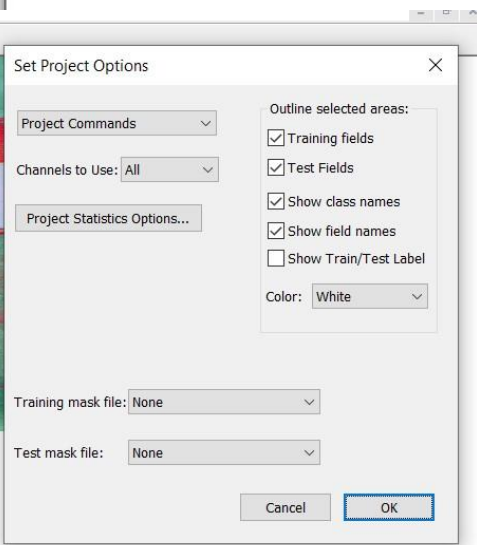 Set Project Options
Project Commands
Channels to Use: All
Project Statistics Options...
Outline selected areas:
Training fields
Test Fields
Show class names
Show field names
Show Train/Test Label
Color: White
Training mask file: None
Test mask file: None
Cancel
OK